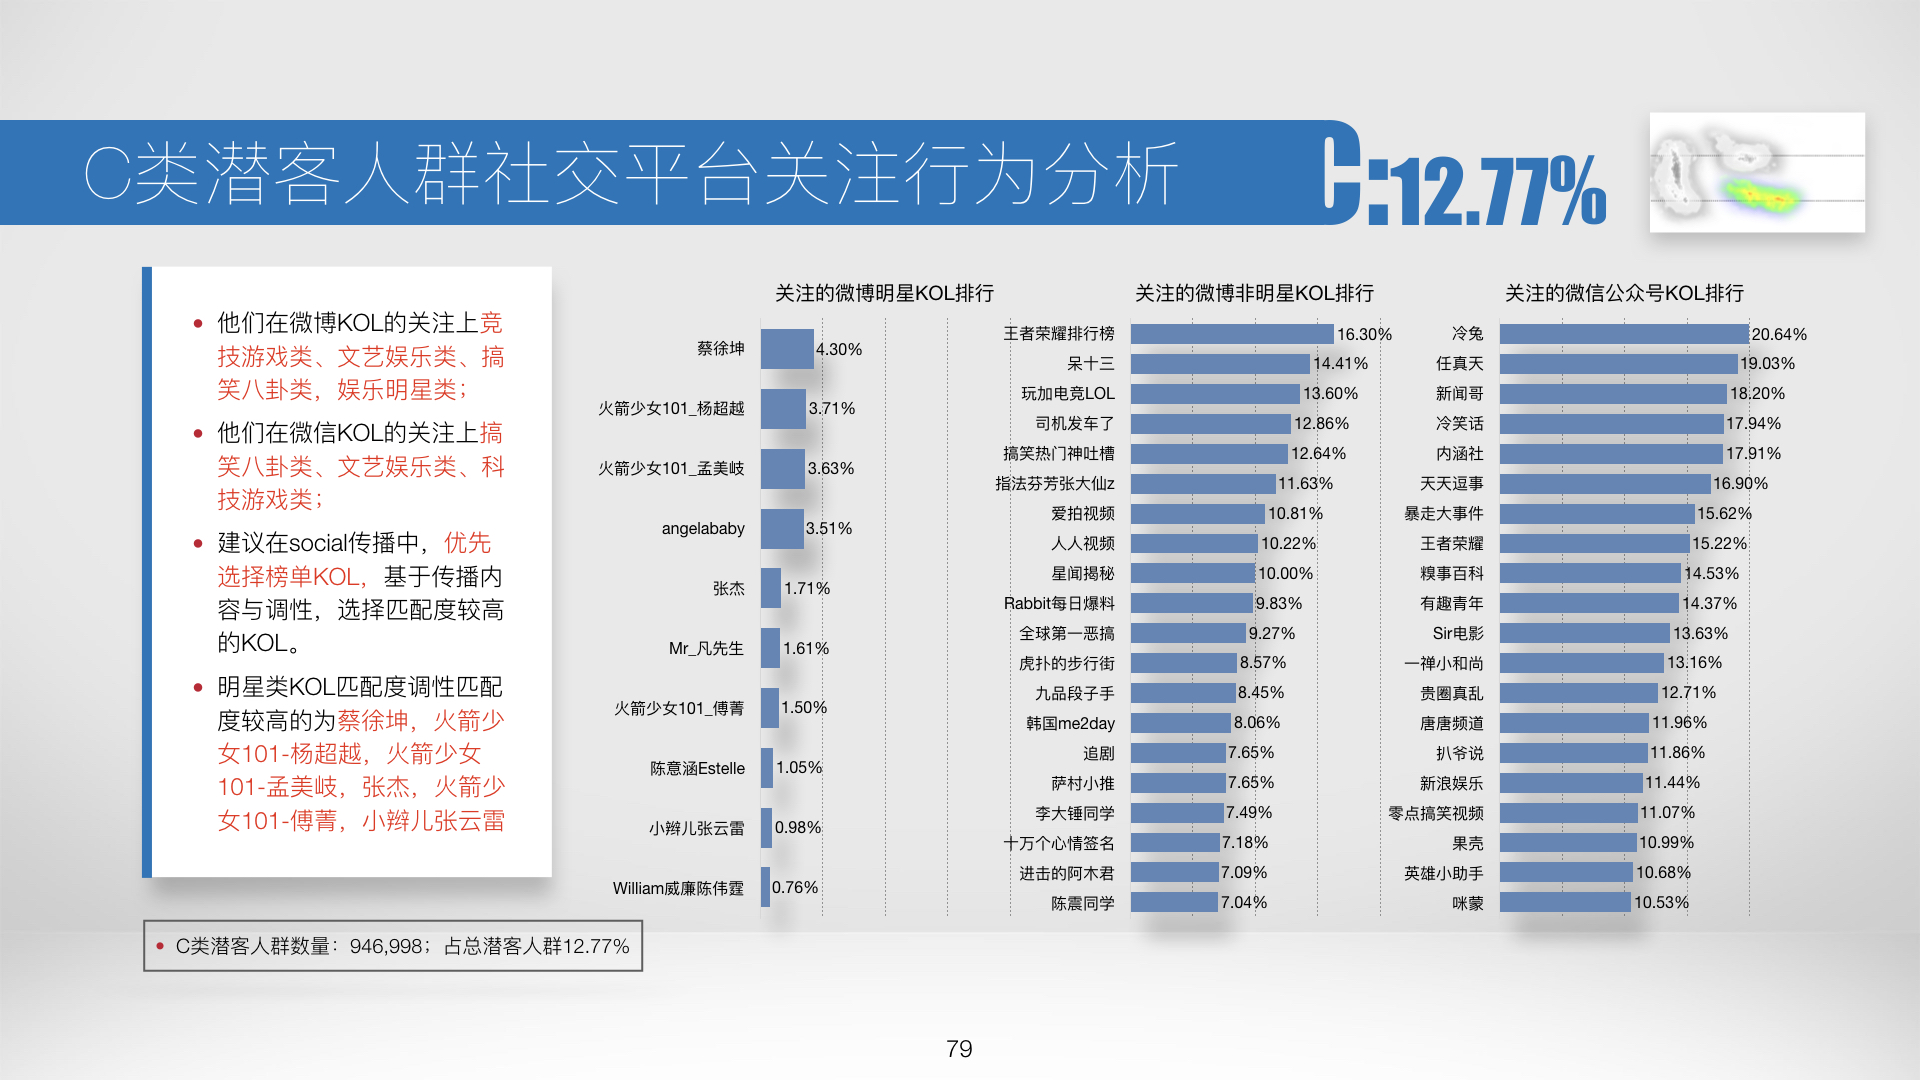 C类潜客人群社交平台关注行为分析
C:12.77%
他们在微博KOL的关注上竞
技游戏类、文艺娱乐类、搞
笑八卦类，娱乐明星类；
他们在微信KOL的关注上搞
笑八卦类、文艺娱乐类、科
技游戏类；
建议在social传播中，优先
选择榜单KOL，基于传播内
容与调性，选择匹配度较高
的KOL。
明星类KOL匹配度调性匹配
度较高的为蔡徐坤，火箭少
女101-杨超越，火箭少女
101-孟美岐，张杰，火箭少
女101-傅菁，小辫儿张云雷
C类潜客人群数量：946,998；占总潜客人群12.77%
关注的微博明星KOL排行
蔡徐坤 4.30%
火箭少女101_杨超越 3.71%
火箭少女101_孟美岐 3.63%
angelababy 3.51%
张杰 1.71%
Mr_凡先生 1.61%
火箭少女101_傅菁 1.50%
陈意涵Estelle 1.05%
小辫儿张云雷 0.98%
William威廉陈伟霆 0.76%
关注的微博非明星KOL排行
王者荣耀排行榜 16.30%
呆十三 14.41%
玩加电竞LOL 13.60%
司机发车了 12.86%
搞笑热门神吐槽 12.64%
指法芬芳张大仙z 11.63%
爱拍视频 10.81%
人人视频 10.22%
星闻揭秘 10.00%
Rabbit每日爆料 9.83%
全球第一恶搞 9.27%
虎扑的步行街 8.57%
九品段子手 8.45%
韩国me2day 8.06%
追剧 7.65%
萨村小推 7.65%
李大锤同学 7.49%
十万个心情签名 7.18%
进击的阿木君 7.09%
陈震同学 7.04%
关注的微信公众号KOL排行
冷兔 20.64%
任真天 19.03%
新闻哥 18.20%
冷笑话 17.94%
内涵社 17.91%
天天逗事 16.90%
暴走大事件 15.62%
王者荣耀 15.22%
糗事百科 14.53%
有趣青年 14.37%
Sir电影 13.63%
一禅小和尚 13.16%
贵圈真乱 12.71%
唐唐频道 11.96%
扒爷说 11.86%
新浪娱乐 11.44%
零点搞笑视频 11.07%
果壳 10.99%
英雄小助手 10.68%
咪蒙 10.53%
79